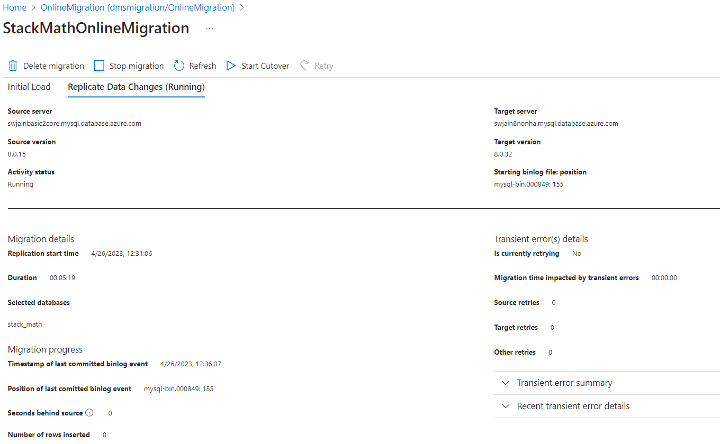 Home > OnlineMigration (dmsmigration/OnlineMigration) >
StackMathOnlineMigration ...
Delete migration Stop migration Refresh Start Cutover Retry
Initial Load Replicate Data Changes (Running)
Source server
swjainbasic2core.mysql.database.azure.com
Source version
8.0.15
Activity status
Running
Target server
swjain8nonha.mysql.database.azure.com
Target version
8.0.32
Starting binlog file: position
mysql-bin.000849: 155
Migration details
Replication start time 4/26/2023, 12:31:06
Duration 00:05:19
Selected databases
stack_math
Migration progress
Timestamp of last committed binlog event 4/26/2023, 12:36:07
Position of last comitted binlog event mysql-bin.000849: 155
Seconds behind source 0
Number of rows inserted 0
Transient error(s) details
Is currently retrying No
Migration time impacted by transient errors 00:00:00
Source retries 0
Target retries 0
Other retries 0
Transient error summary
Recent transient error details